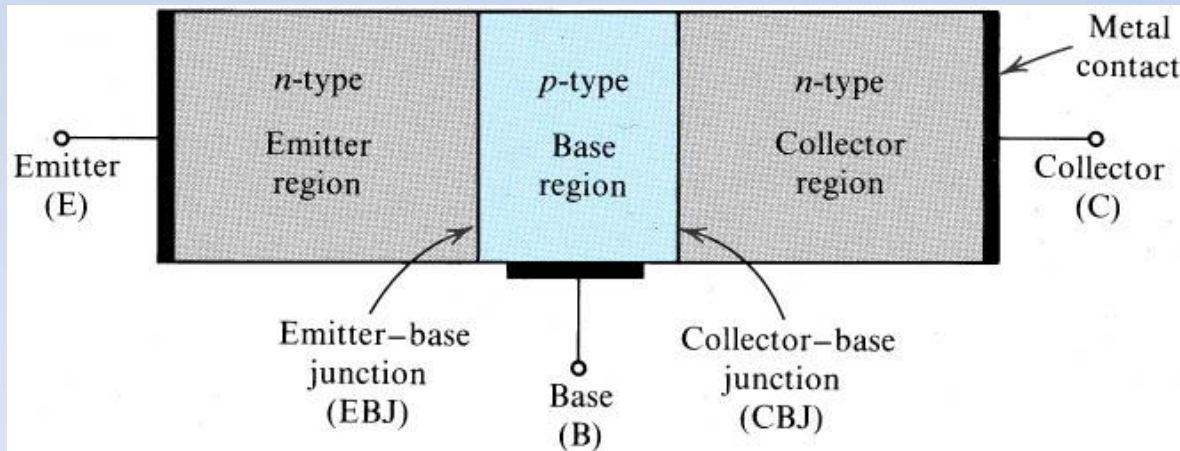 n-type
Emitter
region
p-type
Base
region
n-type
Collector
region
Metal
contact
Emitter
(E)
Collector
(C)
Emitter–base
junction
(EBJ)
Base
(B)
Collector–base
junction
(CBJ)